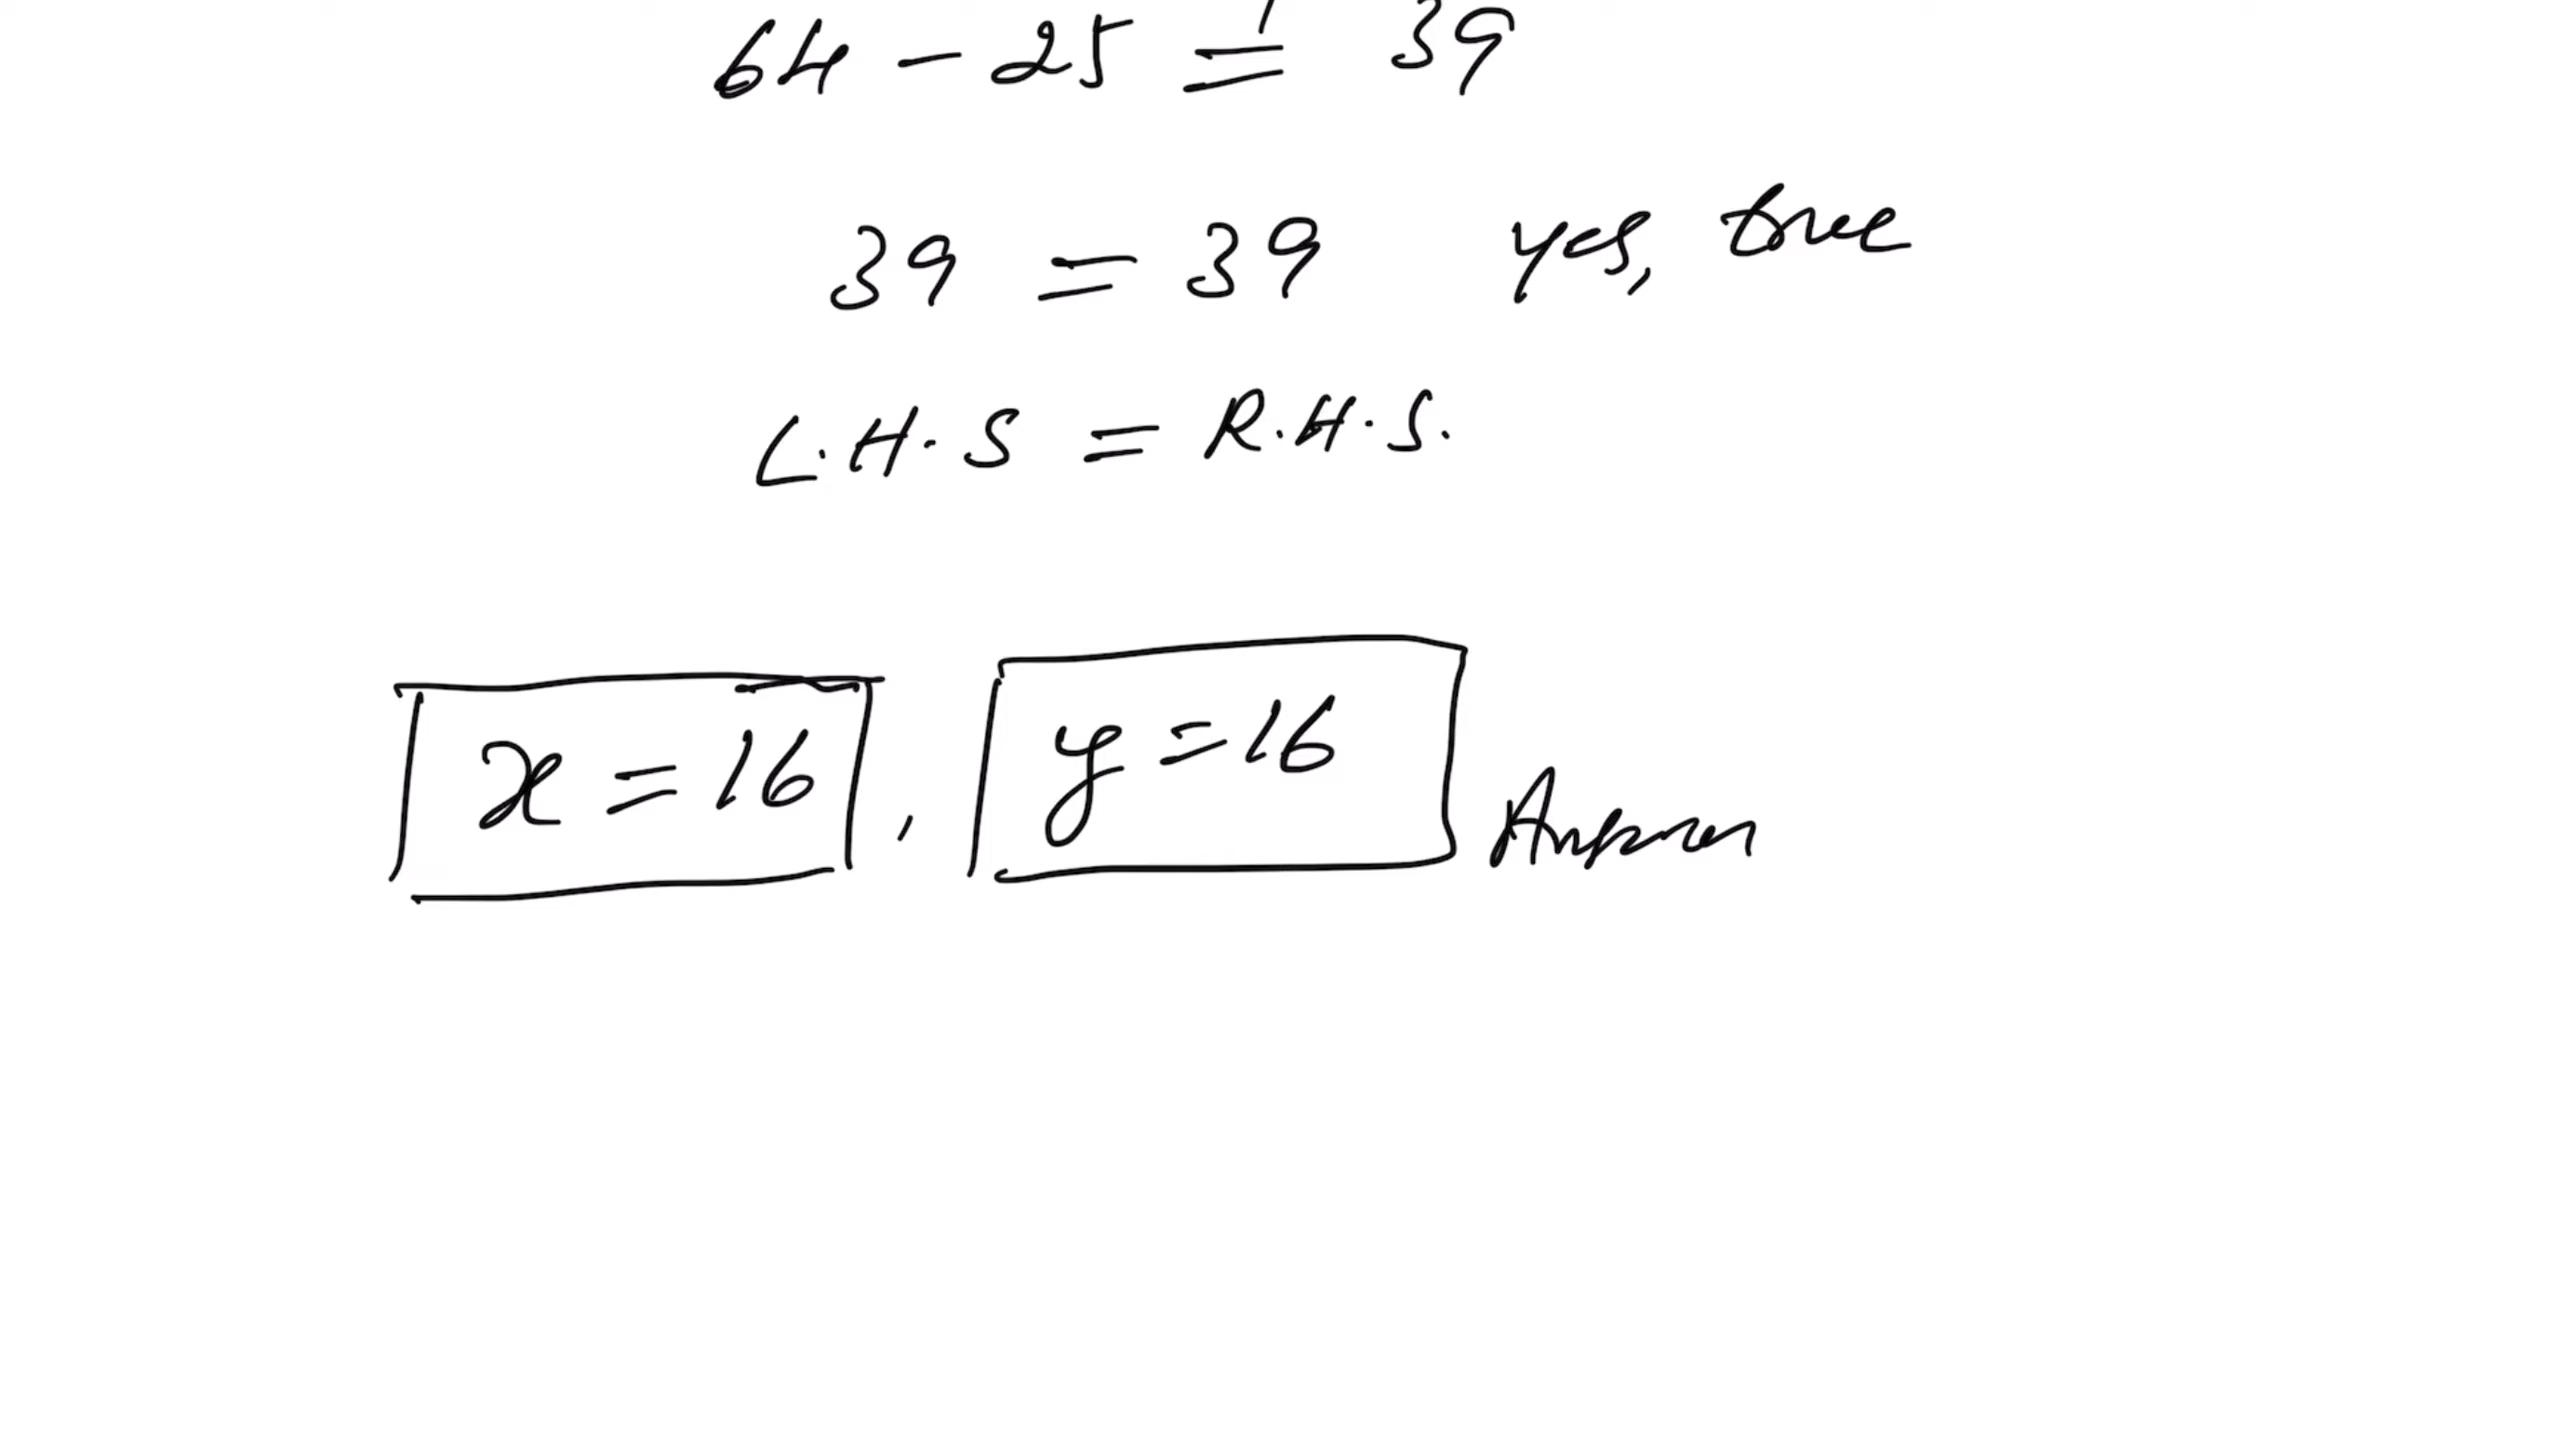 64 - 25 = 39
39 = 39 yes, true
L.H.S = R.H.S.
x = 16, y = 16 Answer